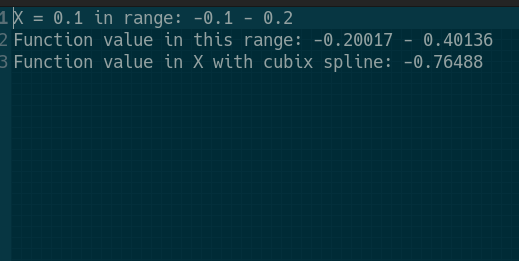 1 X = 0.1 in range: -0.1 - 0.2
2 Function value in this range: -0.20017 - 0.40136
3 Function value in X with cubix spline: -0.76488